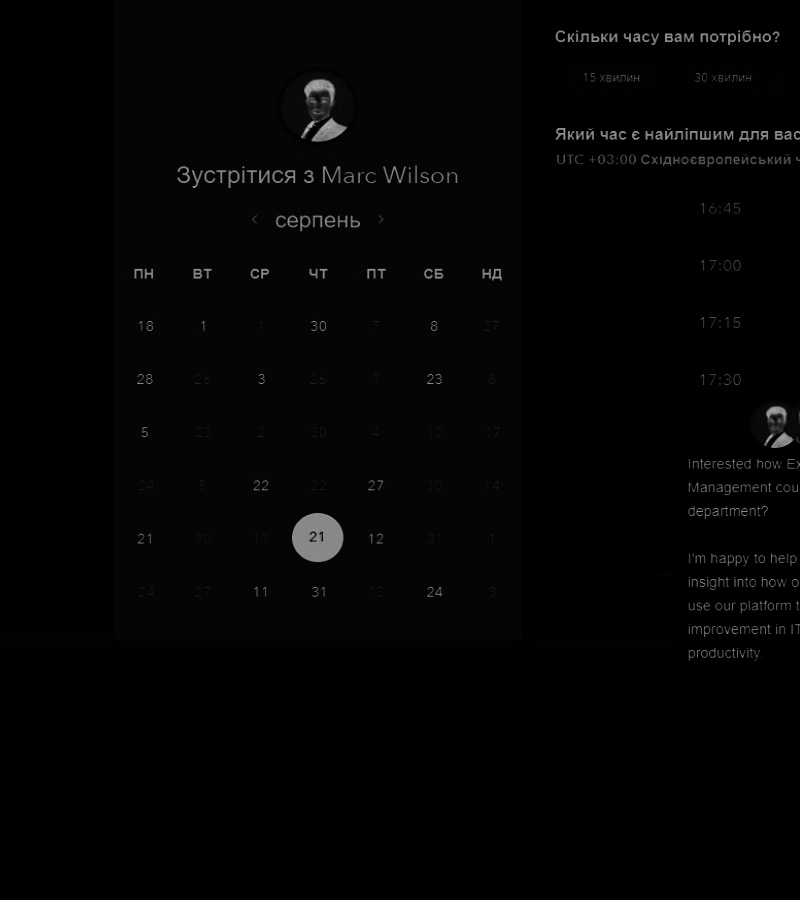 Зустрітися з Marc Wilson
‹ серпень ›
ПН ВТ СР ЧТ ПТ СБ НД
18 1 1 30 7 8 27
28 26 3 26 7 23 8
5 23 2 30 4 10 17
24 5 22 22 27 30 14
21 30 13 21 12 31 1
24 27 11 31 13 24 3
Скільки часу вам потрібно?
15 хвилин 30 хвилин
Який час є найліпшим для вас
UTC +03:00 Східноєвропейський ч
16:45
17:00
17:15
17:30
Interested how Ex
Management cou
department?
I'm happy to help
insight into how o
use our platform t
improvement in IT
productivity.